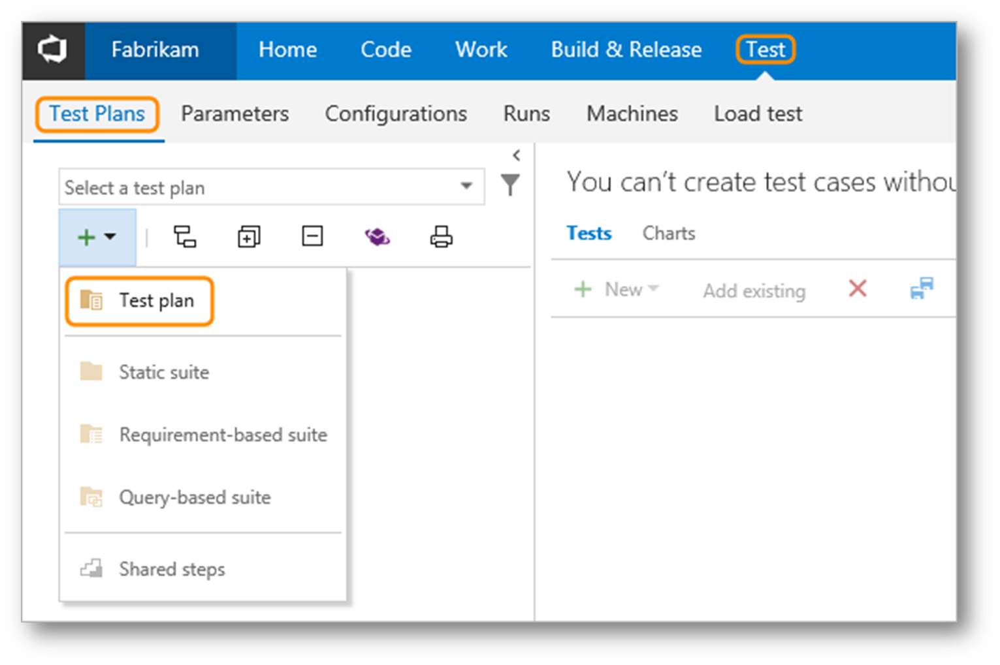 Fabrikam Home Code Work Build & Release Test
Test Plans Parameters Configurations Runs Machines Load test
Select a test plan
Test plan
Static suite
Requirement-based suite
Query-based suite
Shared steps
You can't create test cases withou
Tests Charts
New Add existing